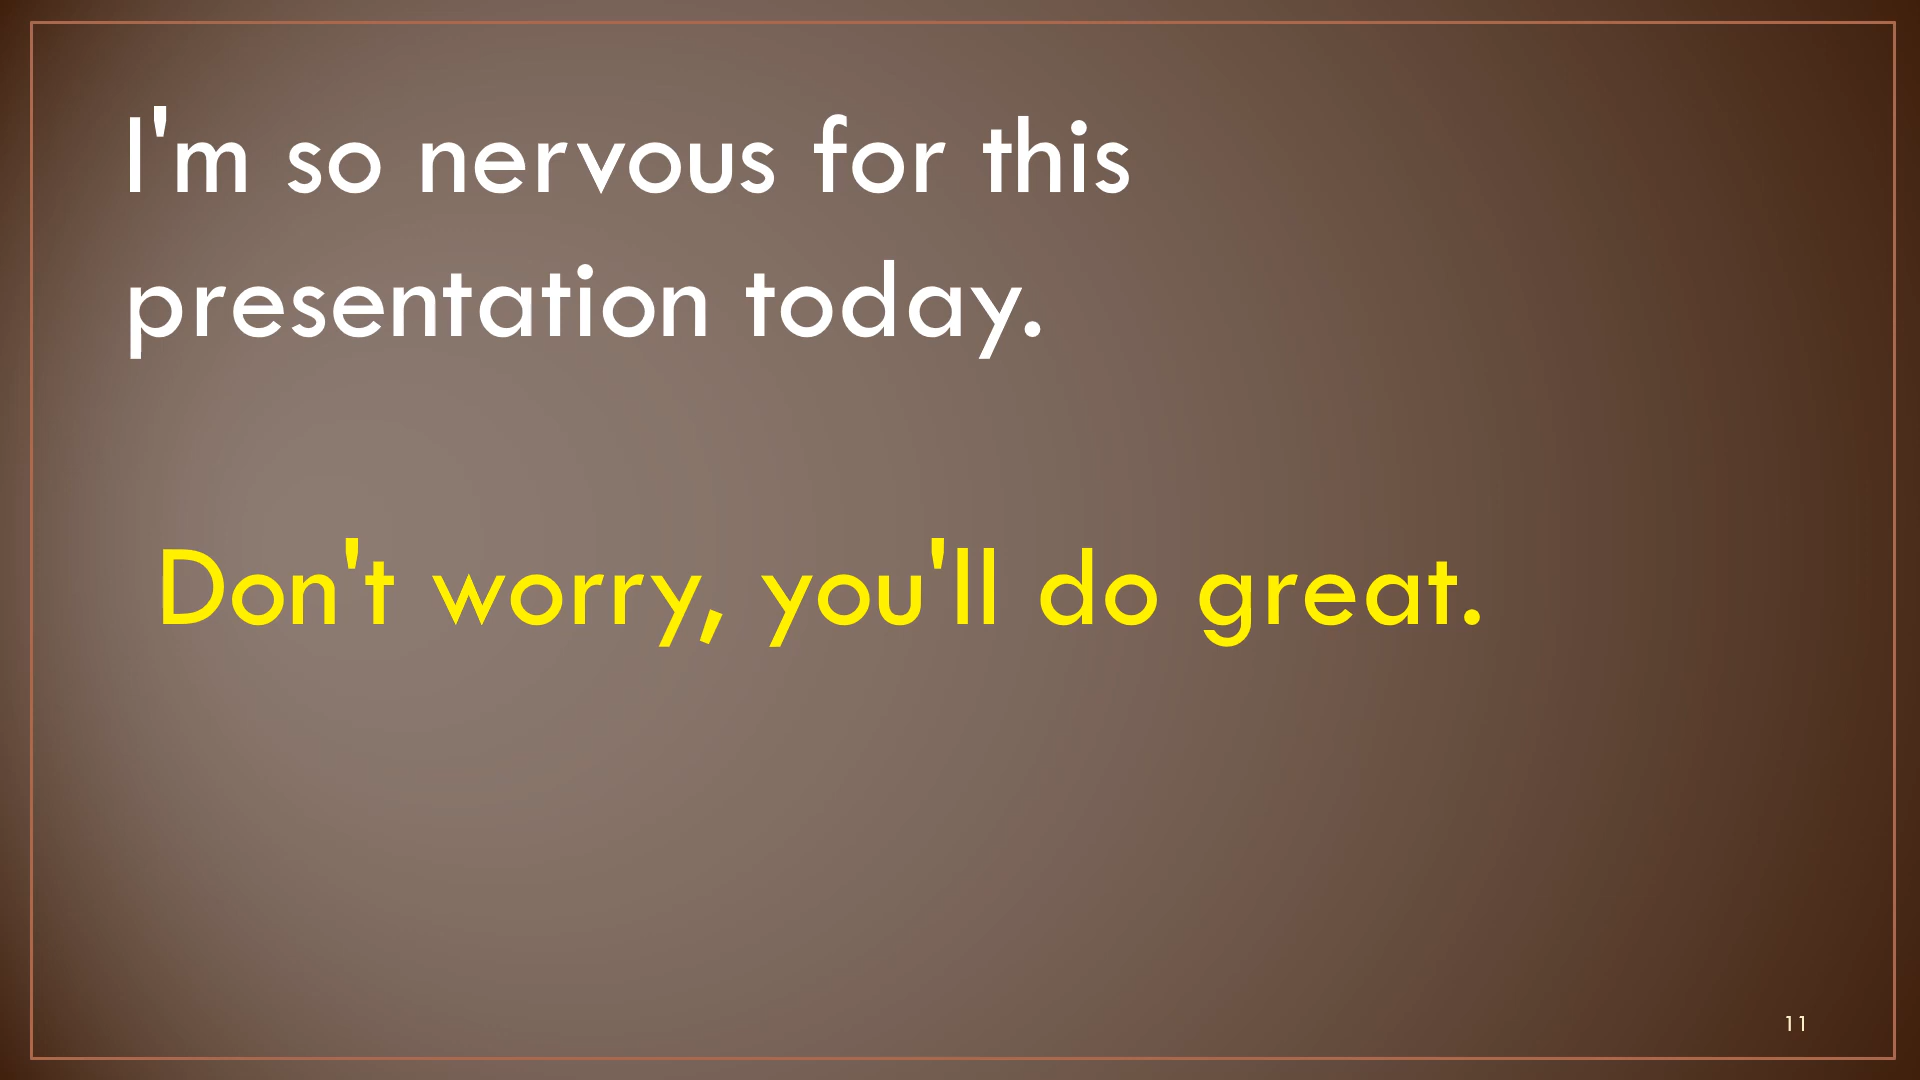 I'm so nervous for this
presentation today.
Don't worry, you'll do great.
11